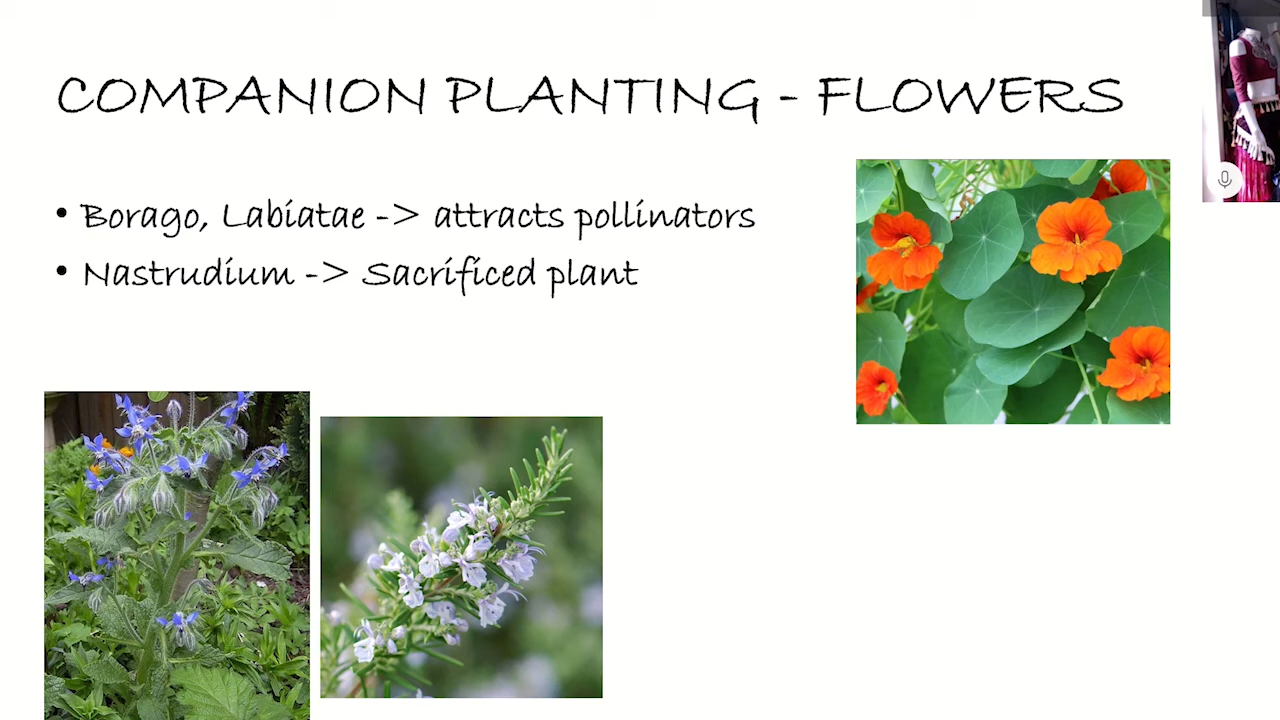 COMPANION PLANTING - FLOWERS
• Borago, Labiatae -> attracts pollinators
• Nastrudium -> Sacrificed plant